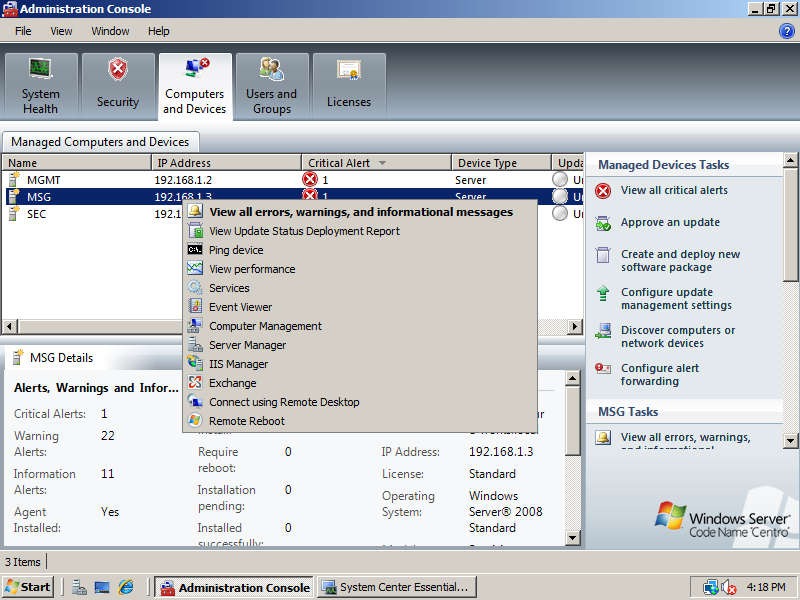 Administration Console
File View Window Help
System Health
Security
Computers and Devices
Users and Groups
Licenses
Managed Computers and Devices
Name IP Address Critical Alert Device Type Upda
MGMT 192.168.1.2 1 Server Un
MSG 192.168.1.3 1 Server Un
SEC 192.1 Un
View all errors, warnings, and informational messages
View Update Status Deployment Report
Ping device
View performance
Services
Event Viewer
Computer Management
Server Manager
IIS Manager
Exchange
Connect using Remote Desktop
Remote Reboot
MSG Details
Alerts, Warnings and Infor...
Critical Alerts: 1
Warning Alerts: 22
Information Alerts: 11
Agent Installed: Yes
Require reboot: 0
Installation pending: 0
Installed successfully: 0
IP Address: 192.168.1.3
License: Standard
Operating System: Windows Server® 2008 Standard
Managed Devices Tasks
View all critical alerts
Approve an update
Create and deploy new
software package
Configure update
management settings
Discover computers or
network devices
Configure alert
forwarding
MSG Tasks
View all errors, warnings,
and informational
Windows Server
Code Name "Centro"
3 Items
Start Administration Console System Center Essential... 4:18 PM